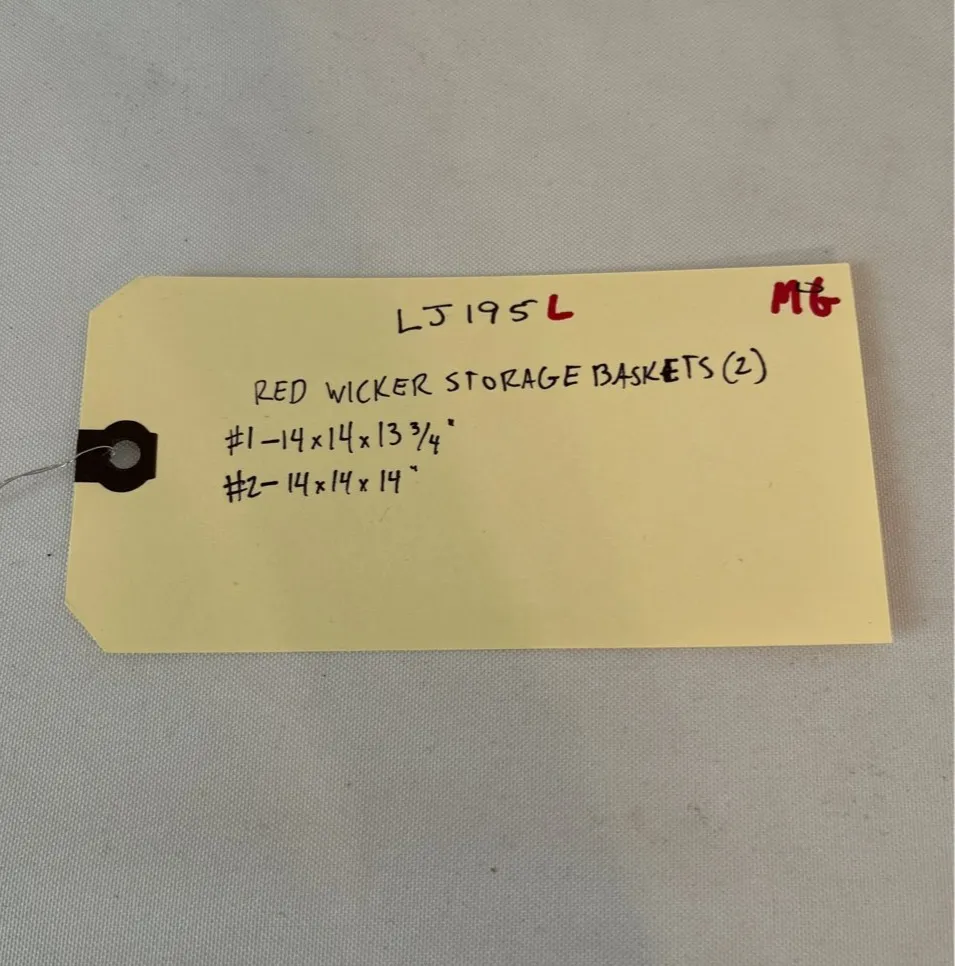 LJ195L MG
RED WICKER STORAGE BASKETS (2)
#1-14x14x13 3/4"
#2-14x14x14"